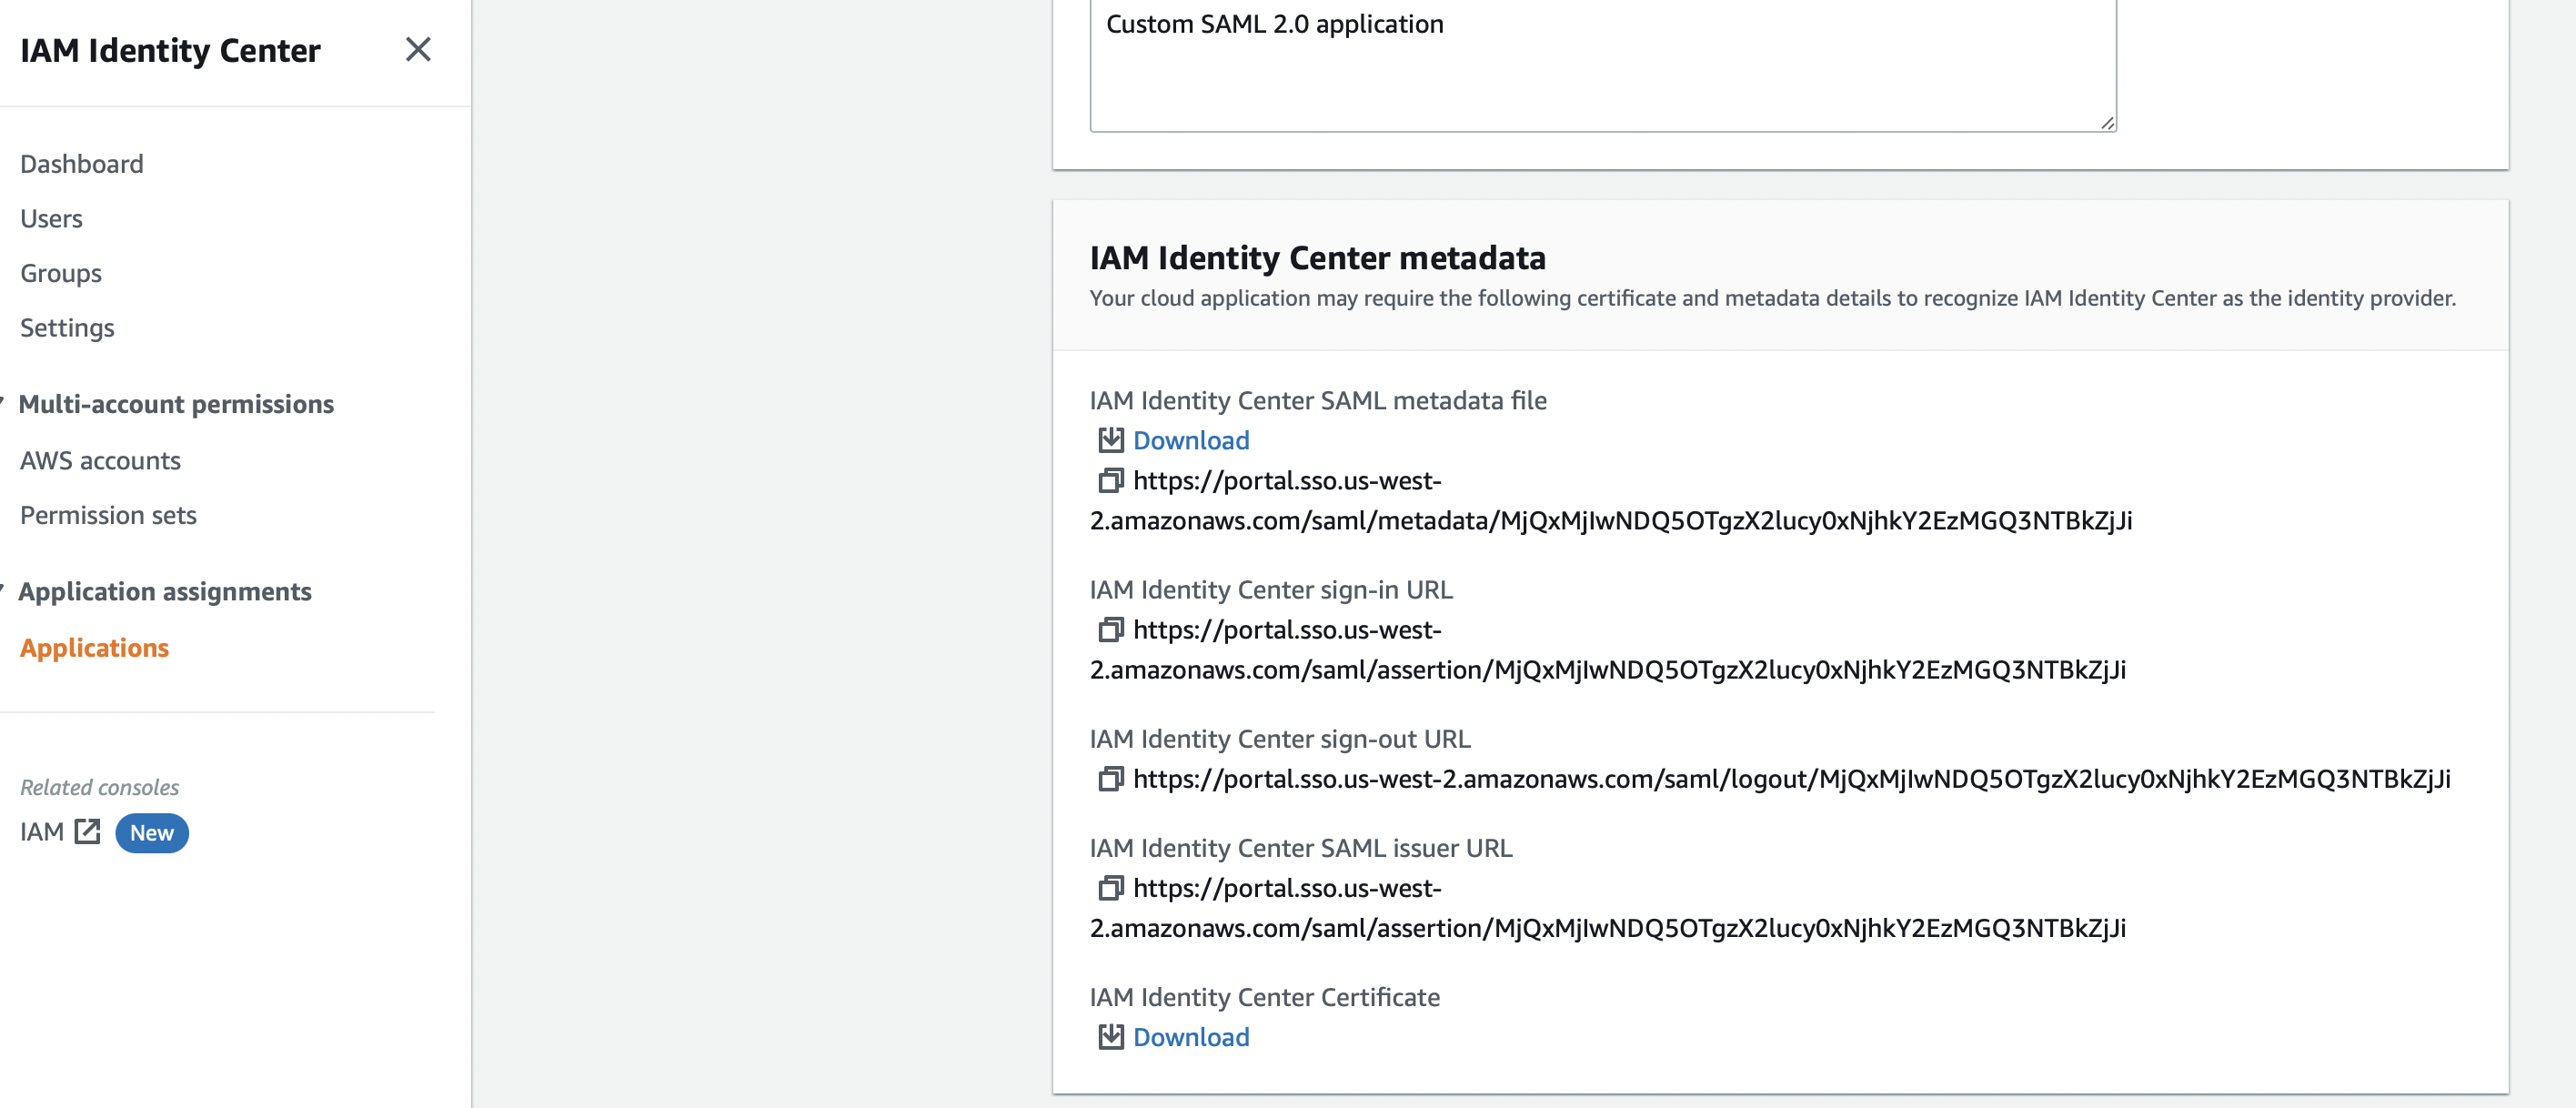 IAM Identity Center
Dashboard
Users
Groups
Settings
Multi-account permissions
AWS accounts
Permission sets
Application assignments
Applications
Related consoles
IAM New
Custom SAML 2.0 application
IAM Identity Center metadata
Your cloud application may require the following certificate and metadata details to recognize IAM Identity Center as the identity provider.
IAM Identity Center SAML metadata file
Download
https://portal.sso.us-west-
2.amazonaws.com/saml/metadata/MjQxMjIwNDQ5OTgzX2lucy0xNjhkY2EzMGQ3NTBkZjJi
IAM Identity Center sign-in URL
https://portal.sso.us-west-
2.amazonaws.com/saml/assertion/MjQxMjIwNDQ5OTgzX2lucy0xNjhkY2EzMGQ3NTBkZjJi
IAM Identity Center sign-out URL
https://portal.sso.us-west-2.amazonaws.com/saml/logout/MjQxMjIwNDQ5OTgzX2lucy0xNjhkY2EzMGQ3NTBkZjJi
IAM Identity Center SAML issuer URL
https://portal.sso.us-west-
2.amazonaws.com/saml/assertion/MjQxMjIwNDQ5OTgzX2lucy0xNjhkY2EzMGQ3NTBkZjJi
IAM Identity Center Certificate
Download